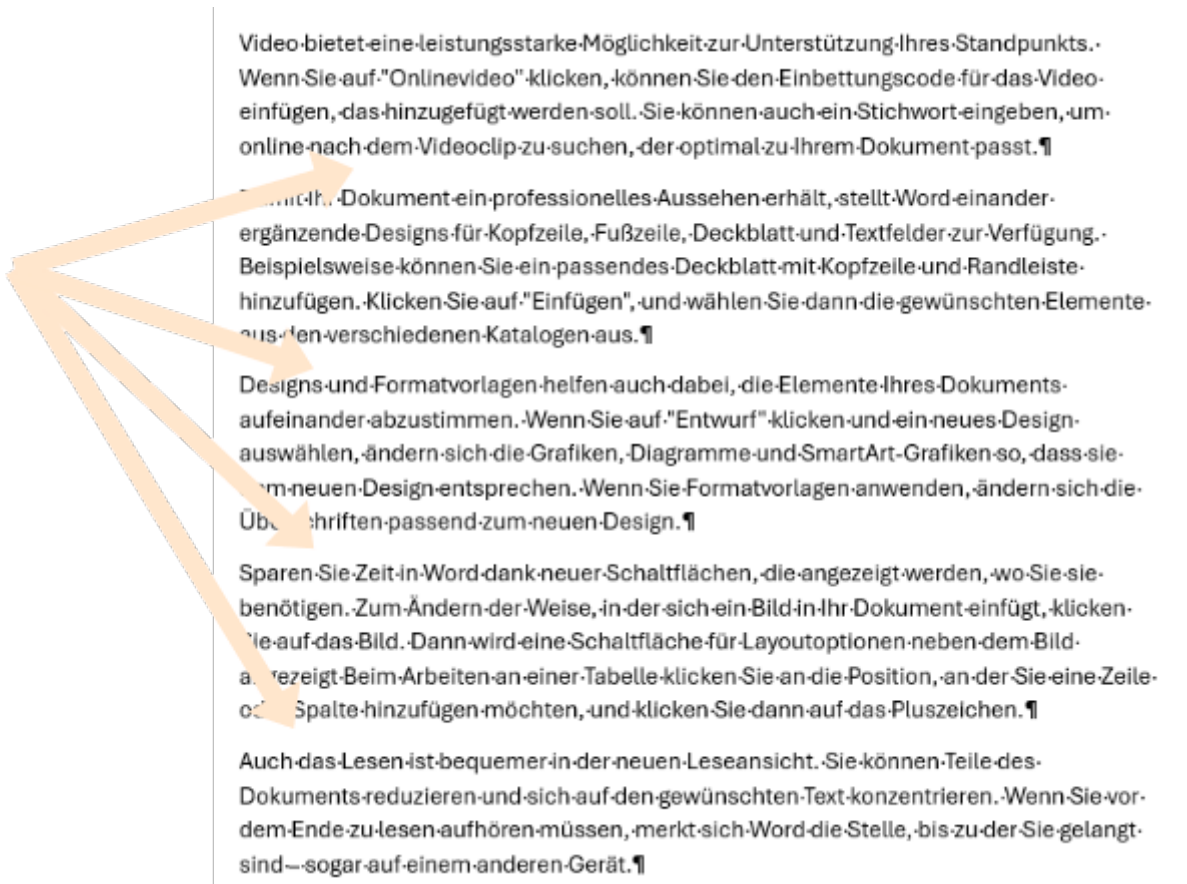 Video bietet eine leistungsstarke Möglichkeit zur Unterstützung Ihres Standpunkts.
Wenn Sie auf "Onlinevideo" klicken, können Sie den Einbettungscode für das Video
einfügen, das hinzugefügt werden soll. Sie können auch ein Stichwort eingeben, um
online nach dem Videoclip zu suchen, der optimal zu Ihrem Dokument passt.¶
Dokument ein professionelles Aussehen erhält, stellt Word einander
ergänzende Designs für Kopfzeile, Fußzeile, Deckblatt und Textfelder zur Verfügung.
Beispielsweise können Sie ein passendes Deckblatt mit Kopfzeile und Randleiste
hinzufügen. Klicken Sie auf "Einfügen", und wählen Sie dann die gewünschten Elemente
aus den verschiedenen Katalogen aus.¶
Designs und Formatvorlagen helfen auch dabei, die Elemente Ihres Dokuments
aufeinander abzustimmen. Wenn Sie auf "Entwurf" klicken und ein neues Design
auswählen, ändern sich die Grafiken, Diagramme und SmartArt-Grafiken so, dass sie
neuen Design entsprechen. Wenn Sie Formatvorlagen anwenden, ändern sich die
passend zum neuen Design.¶
Sparen Sie Zeit in Word dank neuer Schaltflächen, die angezeigt werden, wo Sie sie
benötigen. Zum Ändern der Weise, in der sich ein Bild in Ihr Dokument einfügt, klicken
Sie auf das Bild. Dann wird eine Schaltfläche für Layoutoptionen neben dem Bild
angezeigt Beim Arbeiten an einer Tabelle klicken Sie an die Position, an der Sie eine Zeile
Spalte hinzufügen möchten, und klicken Sie dann auf das Pluszeichen.¶
Auch das Lesen ist bequemer in der neuen Leseansicht. Sie können Teile des
Dokuments reduzieren und sich auf den gewünschten Text konzentrieren. Wenn Sie vor
dem Ende zu lesen aufhören müssen, merkt sich Word die Stelle, bis zu der Sie gelangt
sind – sogar auf einem anderen Gerät.¶